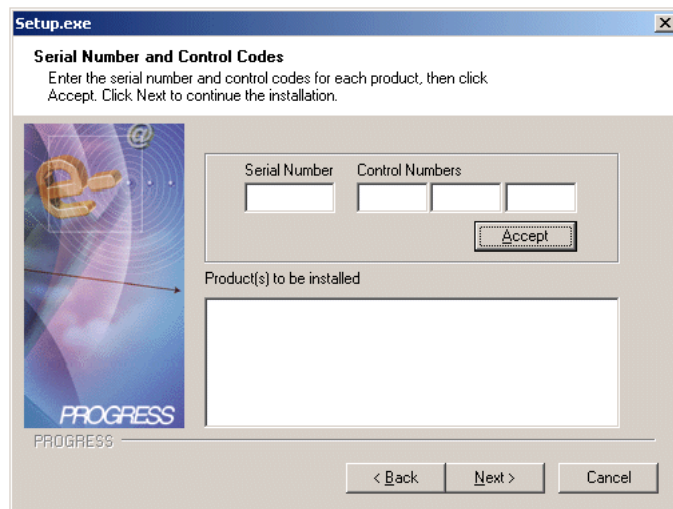 Setup.exe
Serial Number and Control Codes
Enter the serial number and control codes for each product, then click
Accept. Click Next to continue the installation.
@
e-
Serial Number Control Numbers
Accept
Product(s) to be installed
PROGRESS
PROGRESS
< Back Next > Cancel